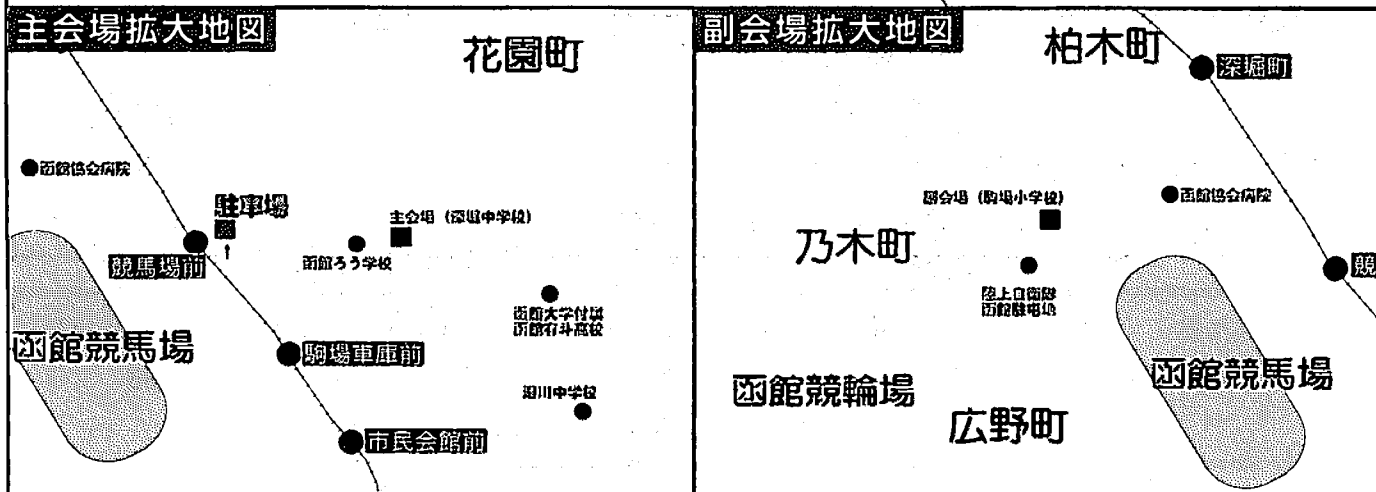 主会場拡大地図
花園町
函館協会病院
駐車場
主会場（深堀中学校）
競馬場前
函館ろう学校
函館大学付属
函館有斗高校
函館競馬場
駒場車庫前
湯川中学校
市民会館前
副会場拡大地図
柏木町
深堀町
副会場（駒場小学校）
函館協会病院
乃木町
競
陸上自衛隊
函館駐屯地
函館競馬場
函館競輪場
広野町